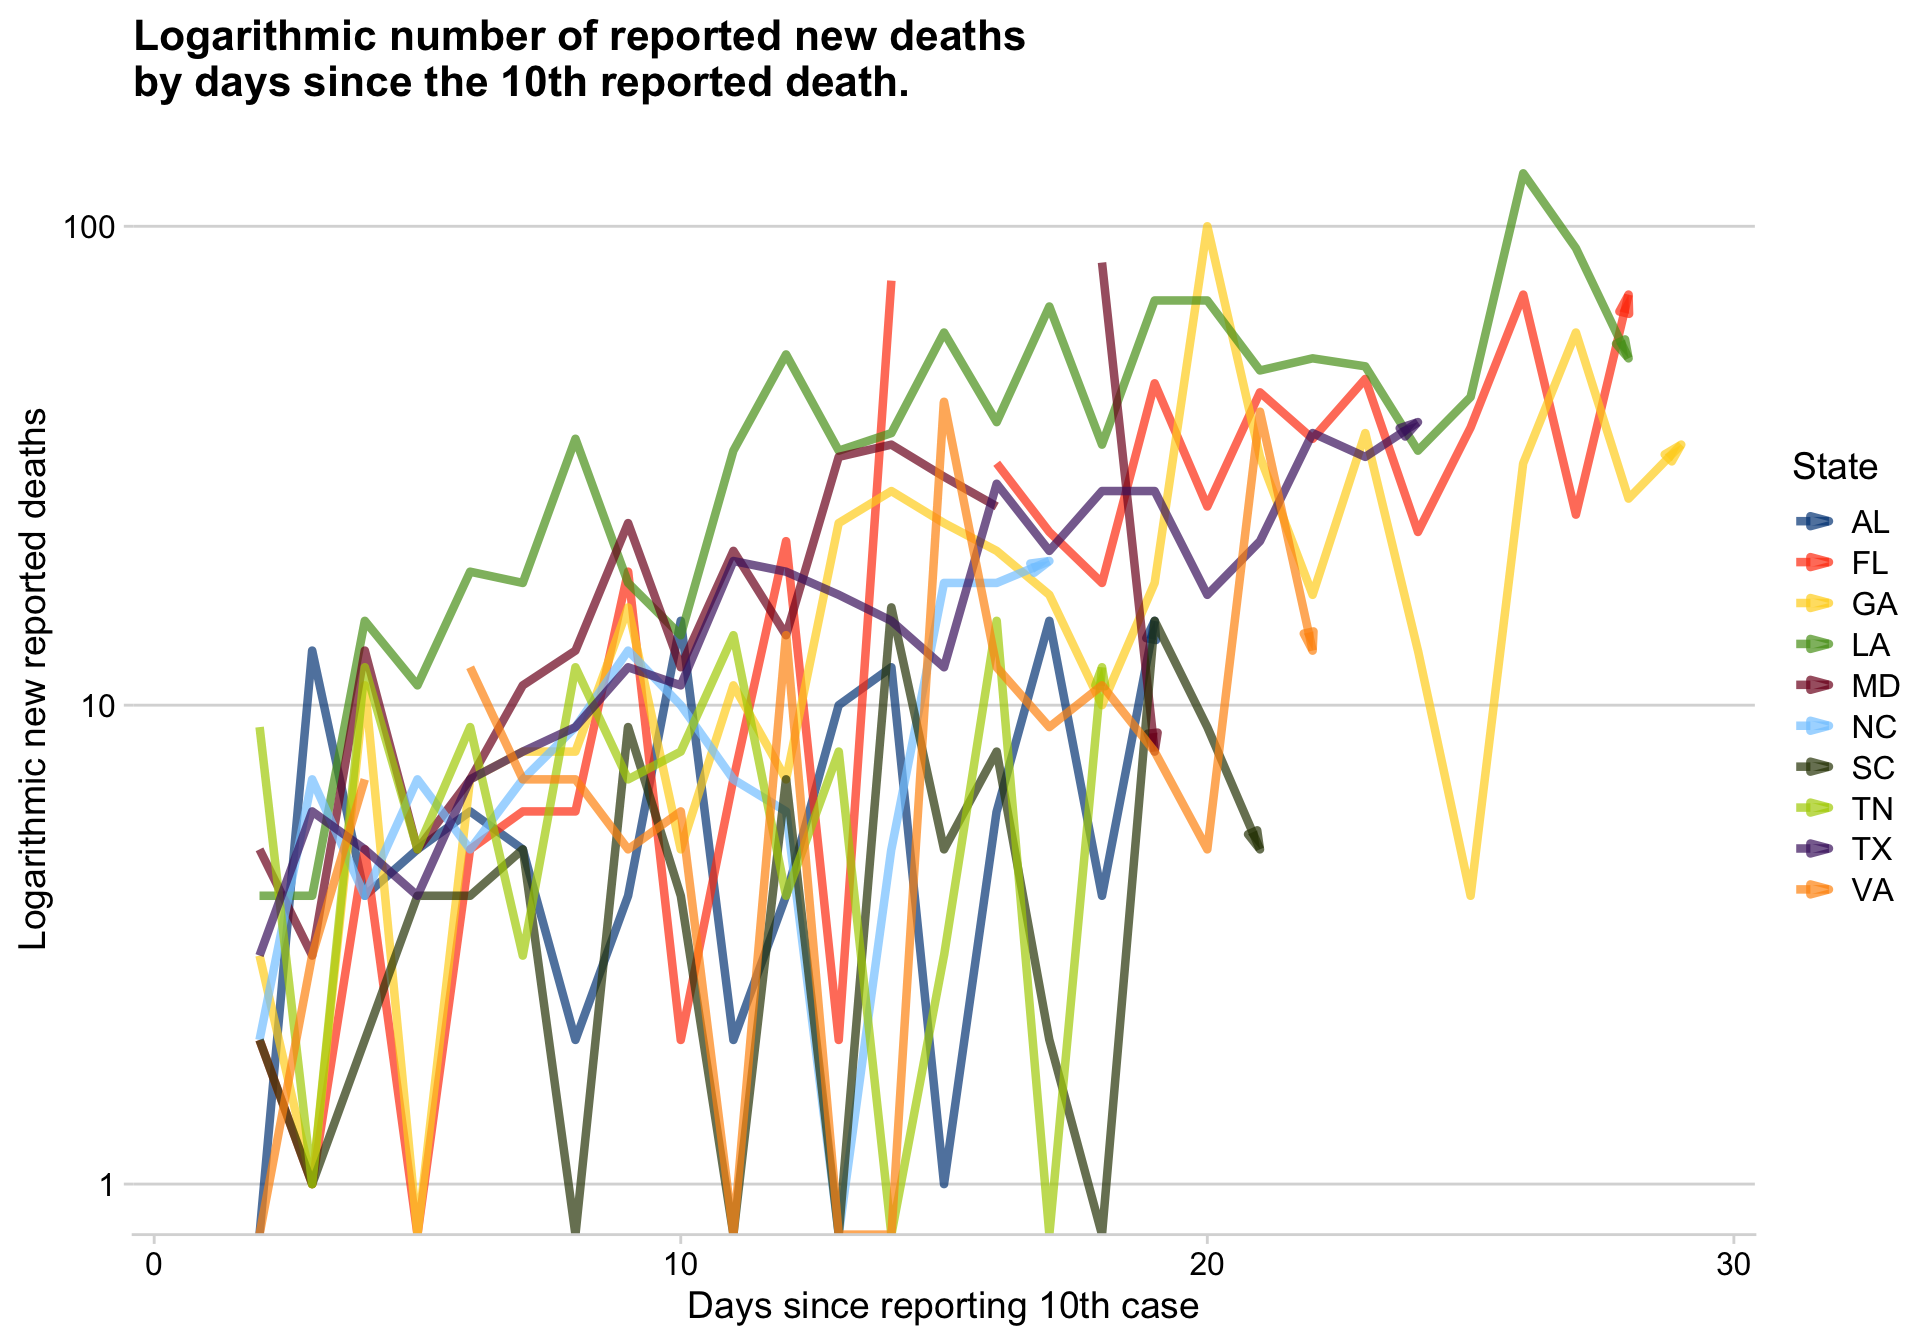 Logarithmic number of reported new deaths
by days since the 10th reported death.
Logarithmic new reported deaths
100
10
1
0
10
20
30
Days since reporting 10th case
State
AL
FL
GA
LA
MD
NC
SC
TN
TX
VA